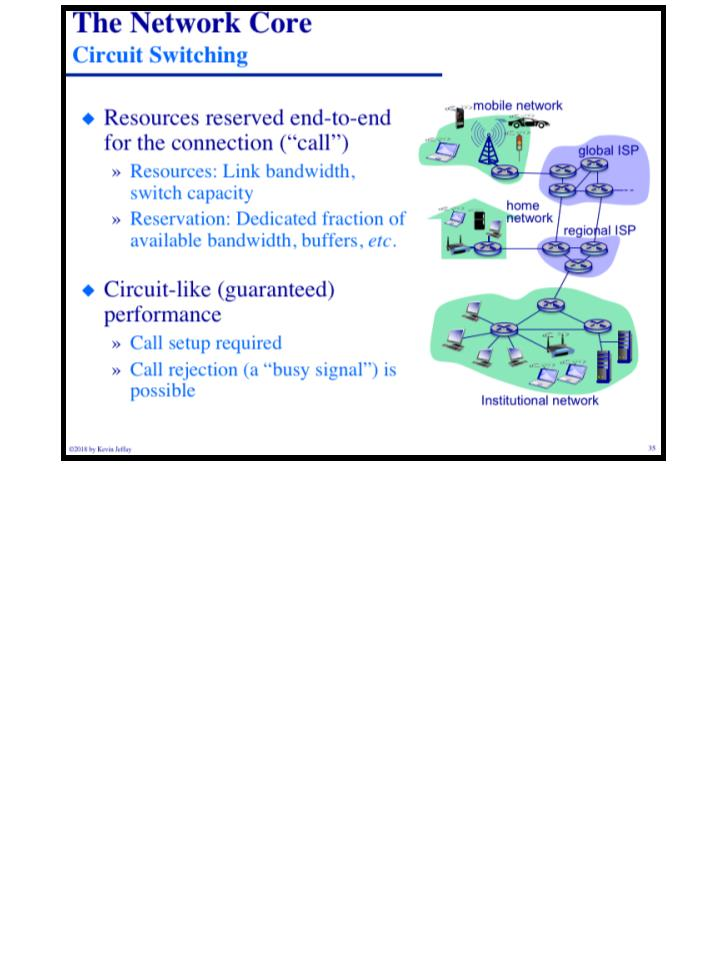 The Network Core
Circuit Switching
◆ Resources reserved end-to-end
for the connection (“call”)
» Resources: Link bandwidth,
switch capacity
» Reservation: Dedicated fraction of
available bandwidth, buffers, etc.
◆ Circuit-like (guaranteed)
performance
» Call setup required
» Call rejection (a “busy signal”) is
possible
mobile network
global ISP
home
network
regional ISP
Institutional network
©2018 by Kevin Jeffay
35